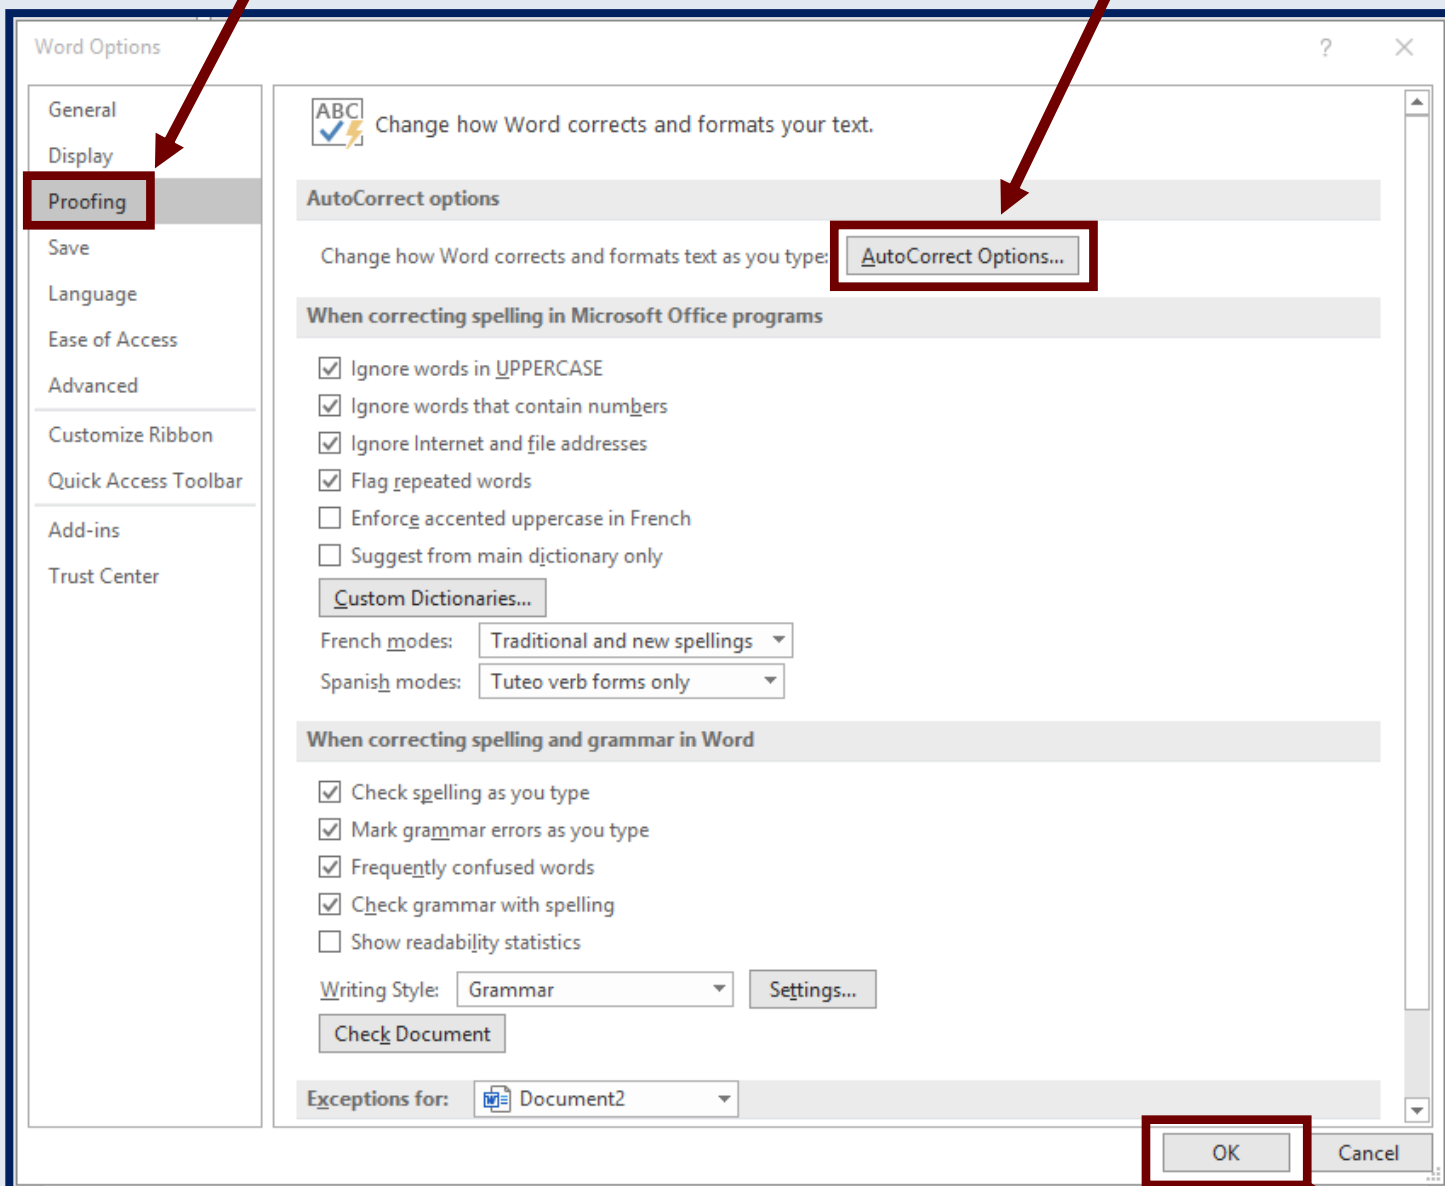 Word Options
?
General
Display
Proofing
Save
Language
Ease of Access
Advanced
Customize Ribbon
Quick Access Toolbar
Add-ins
Trust Center
ABC
Change how Word corrects and formats your text.
AutoCorrect options
Change how Word corrects and formats text as you type: AutoCorrect Options...
When correcting spelling in Microsoft Office programs
Ignore words in UPPERCASE
Ignore words that contain numbers
Ignore Internet and file addresses
Flag repeated words
Enforce accented uppercase in French
Suggest from main dictionary only
Custom Dictionaries...
French modes: Traditional and new spellings
Spanish modes: Tuteo verb forms only
When correcting spelling and grammar in Word
Check spelling as you type
Mark grammar errors as you type
Frequently confused words
Check grammar with spelling
Show readability statistics
Writing Style: Grammar Settings...
Check Document
Exceptions for: Document2
OK Cancel